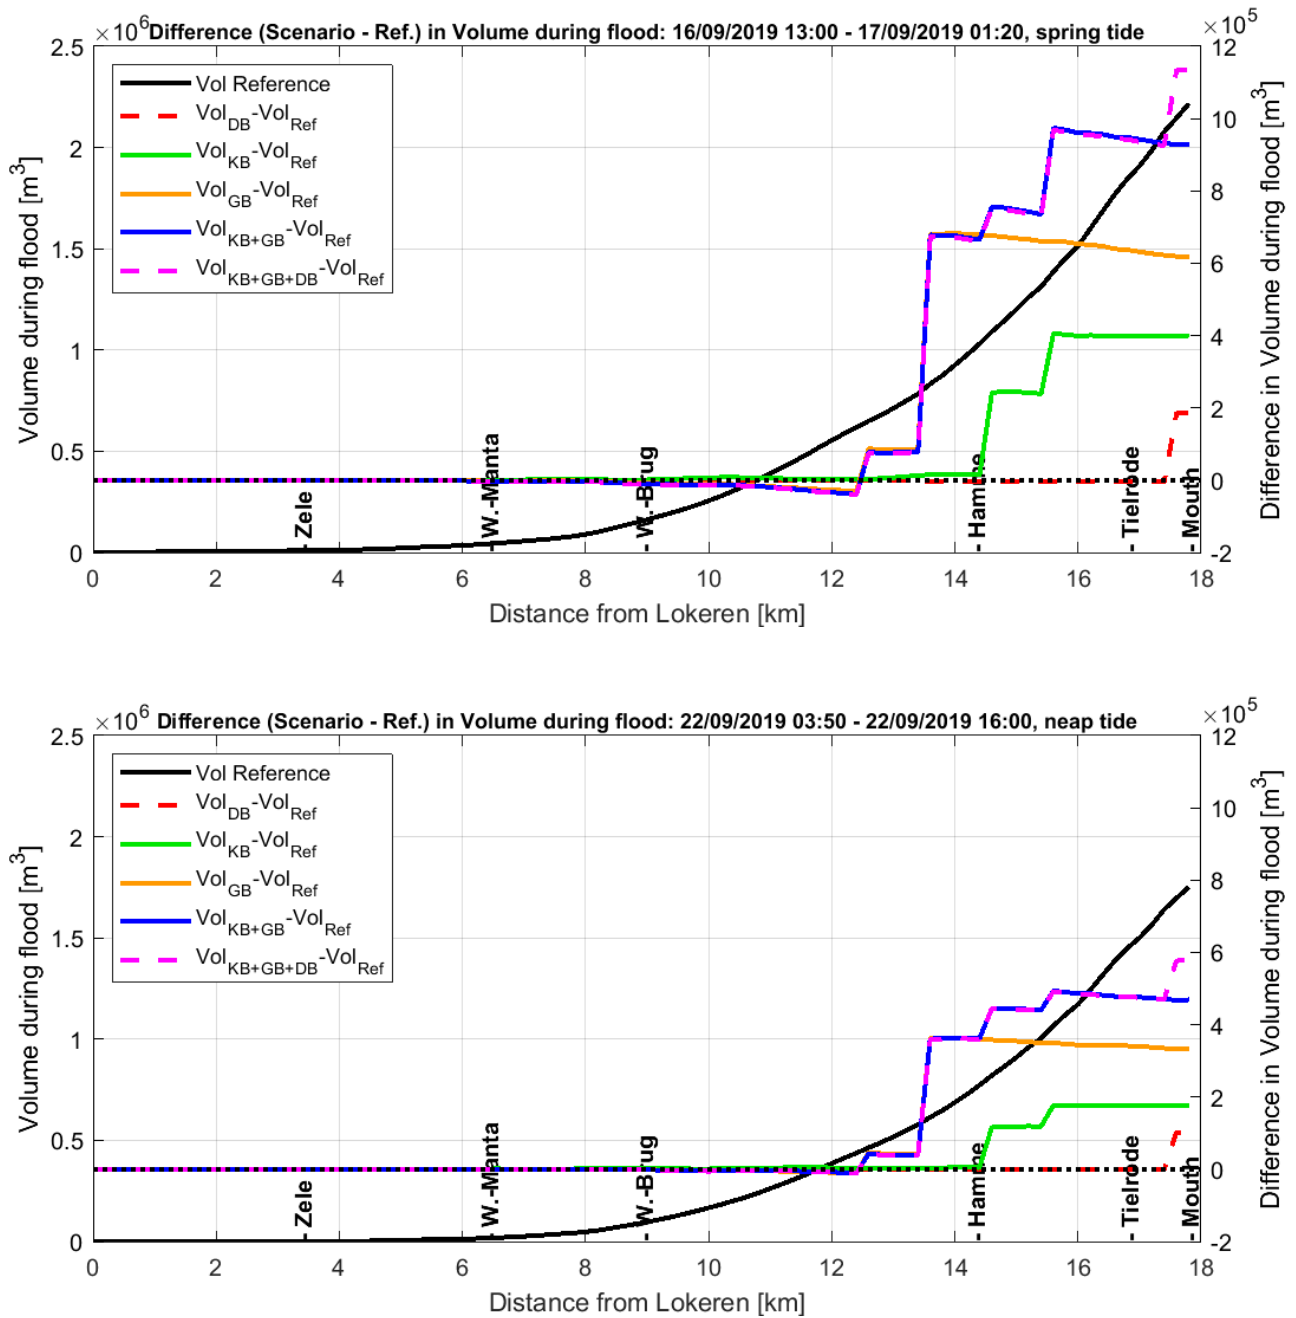 ×10⁶ Difference (Scenario - Ref.) in Volume during flood: 16/09/2019 13:00 - 17/09/2019 01:20, spring tide ×10⁵
Vol Reference
Vol_DB-Vol_Ref
Vol_KB-Vol_Ref
Vol_GB-Vol_Ref
Vol_KB+GB-Vol_Ref
Vol_KB+GB+DB-Vol_Ref
Volume during flood [m³]
2.5
2
1.5
1
0.5
0
Difference in Volume during flood [m³]
12
10
8
6
4
2
0
-2
Zele
W.-Manta
W.-Brug
Hamme
Tielrode
Mouth
0 2 4 6 8 10 12 14 16 18
Distance from Lokeren [km]
×10⁶ Difference (Scenario - Ref.) in Volume during flood: 22/09/2019 03:50 - 22/09/2019 16:00, neap tide ×10⁵
Vol Reference
Vol_DB-Vol_Ref
Vol_KB-Vol_Ref
Vol_GB-Vol_Ref
Vol_KB+GB-Vol_Ref
Vol_KB+GB+DB-Vol_Ref
Volume during flood [m³]
2.5
2
1.5
1
0.5
0
Difference in Volume during flood [m³]
12
10
8
6
4
2
0
-2
Zele
W.-Manta
W.-Brug
Hamme
Tielrode
Mouth
0 2 4 6 8 10 12 14 16 18
Distance from Lokeren [km]